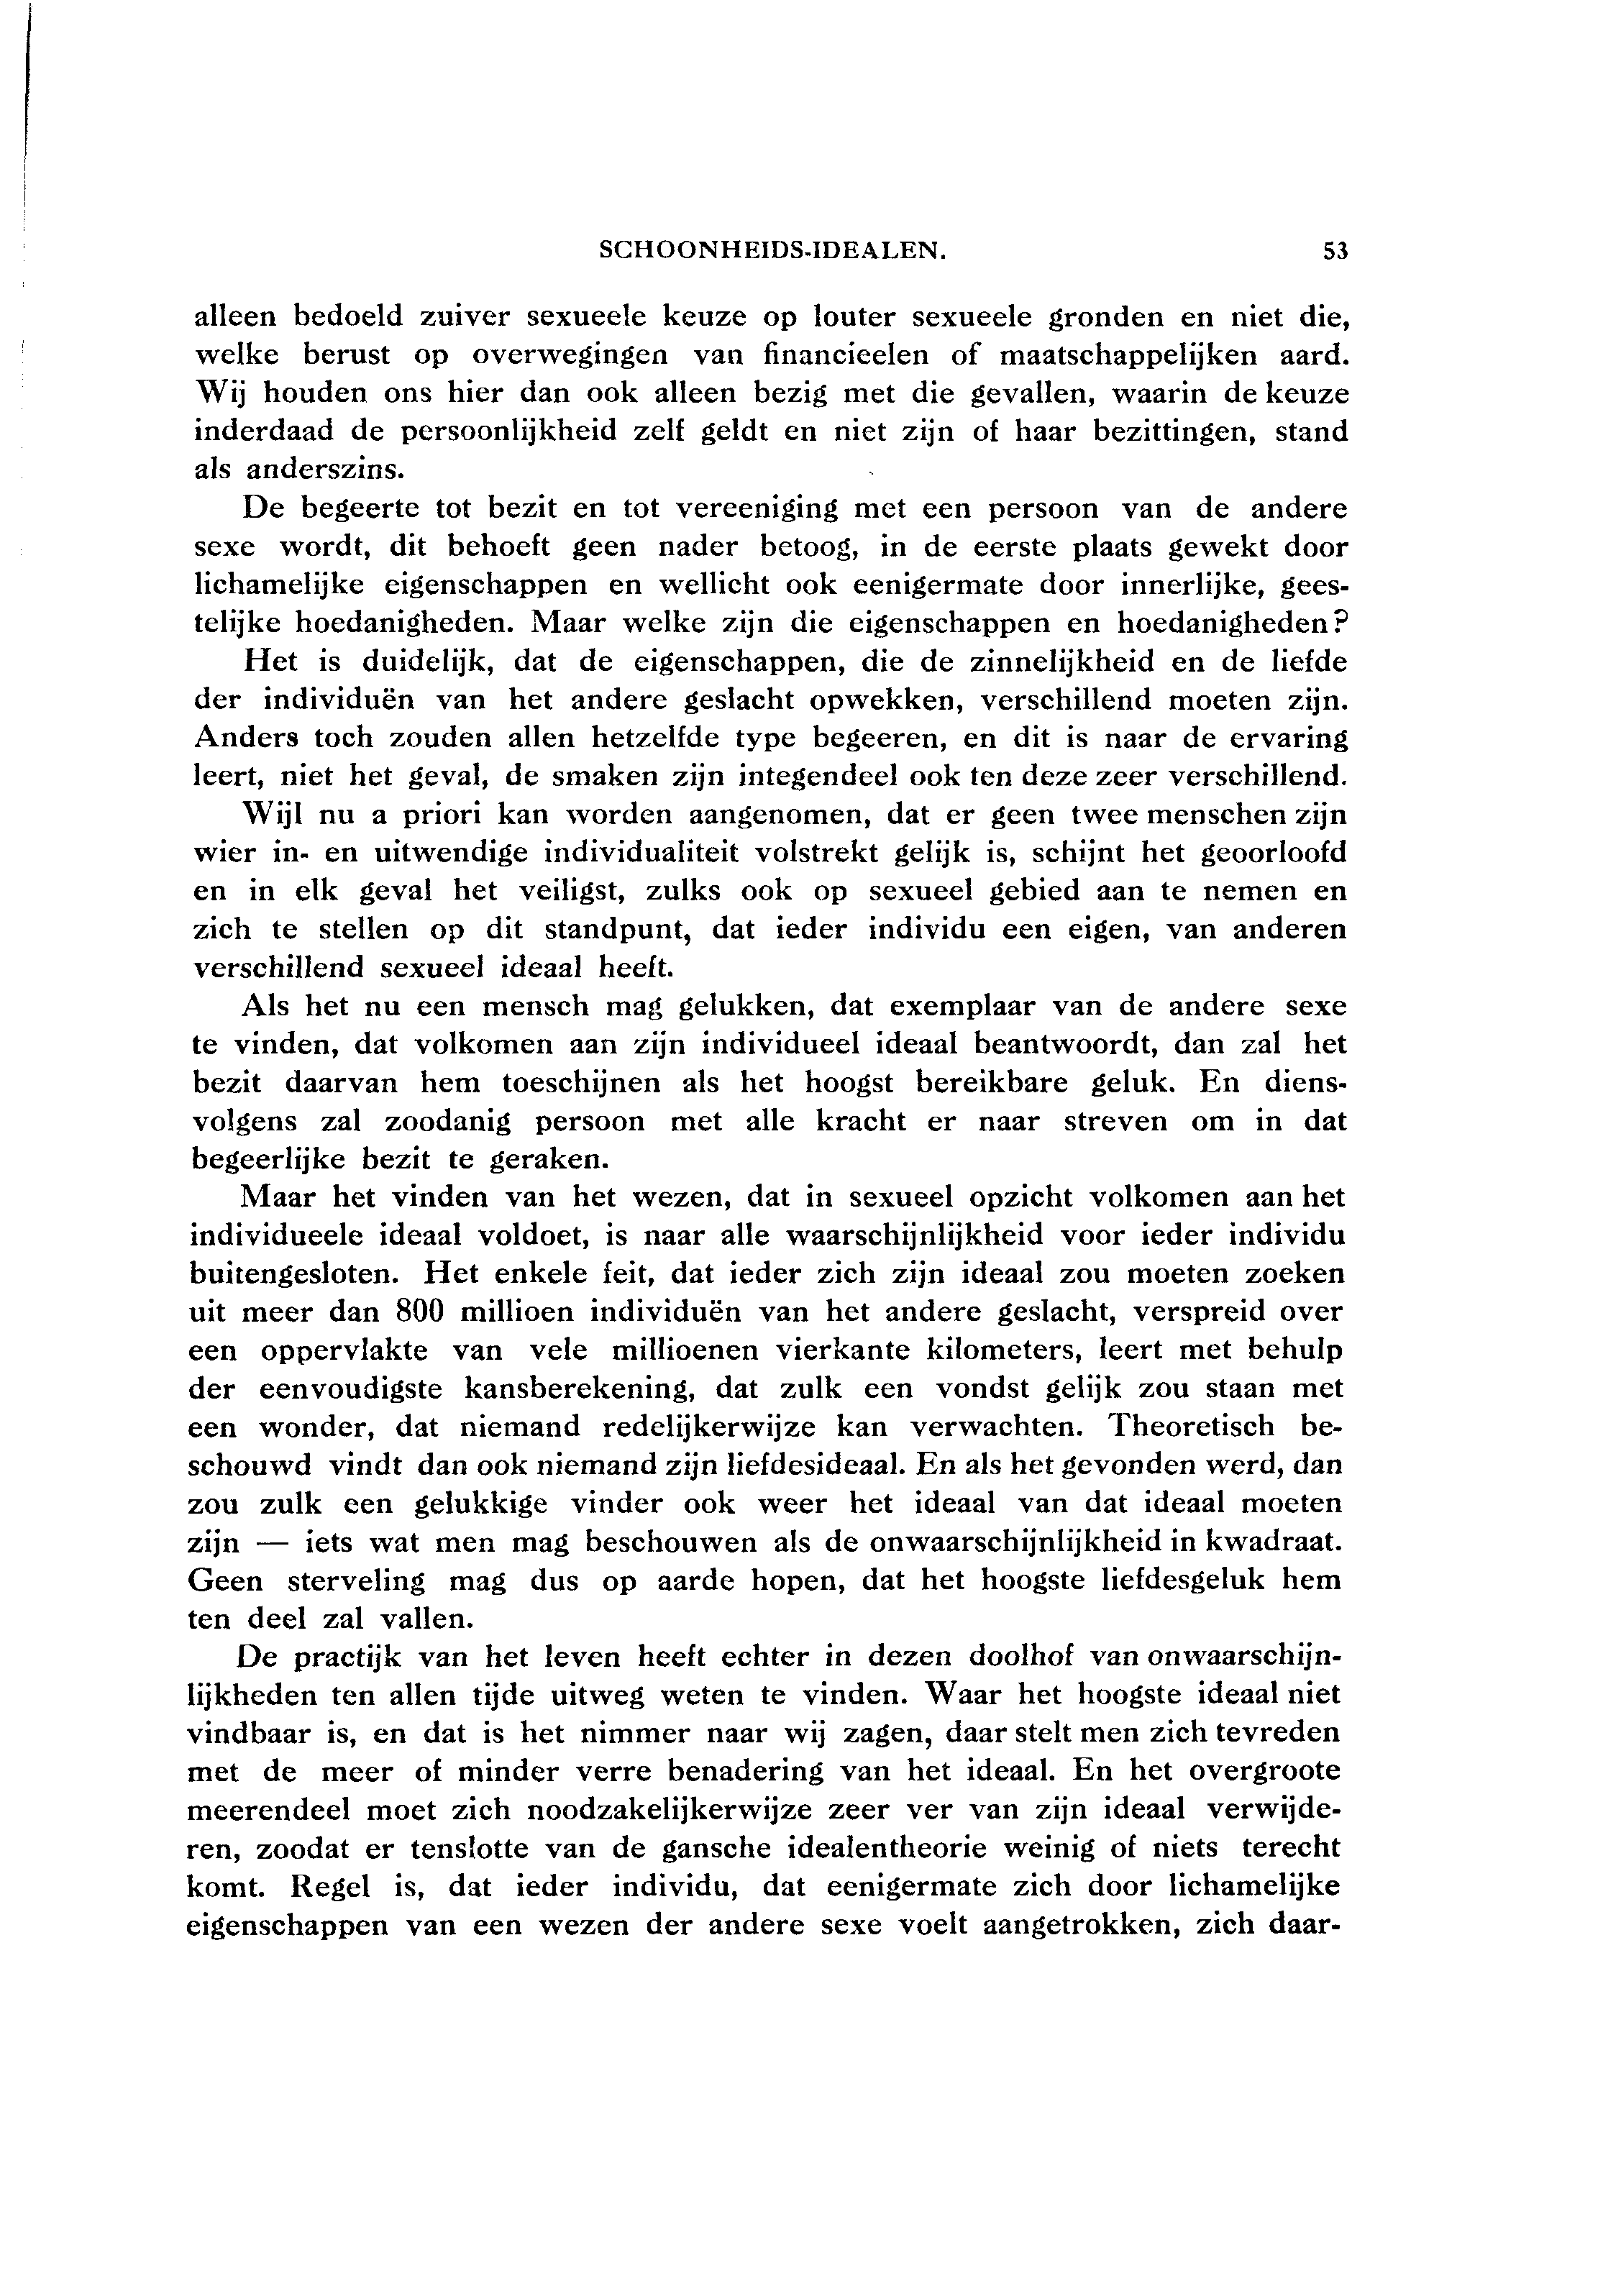 SCHOONHEIDS-IDEALEN. 53
alleen bedoeld zuiver sexueele keuze op louter sexueele gronden en niet die,
welke berust op overwegingen van financieelen of maatschappelijken aard.
Wij houden ons hier dan ook alleen bezig met die gevallen, waarin de keuze
inderdaad de persoonlijkheid zelf geldt en niet zijn of haar bezittingen, stand
als anderszins.
De begeerte tot bezit en tot vereeniging met een persoon van de andere
sexe wordt, dit behoeft geen nader betoog, in de eerste plaats gewekt door
lichamelijke eigenschappen en wellicht ook eenigermate door innerlijke, gees-
telijke hoedanigheden. Maar welke zijn die eigenschappen en hoedanigheden?
Het is duidelijk, dat de eigenschappen, die de zinnelijkheid en de liefde
der individuën van het andere geslacht opwekken, verschillend moeten zijn.
Anders toch zouden allen hetzelfde type begeeren, en dit is naar de ervaring
leert, niet het geval, de smaken zijn integendeel ook ten deze zeer verschillend.
Wijl nu a priori kan worden aangenomen, dat er geen twee menschen zijn
wier in- en uitwendige individualiteit volstrekt gelijk is, schijnt het geoorloofd
en in elk geval het veiligst, zulks ook op sexueel gebied aan te nemen en
zich te stellen op dit standpunt, dat ieder individu een eigen, van anderen
verschillend sexueel ideaal heeft.
Als het nu een mensch mag gelukken, dat exemplaar van de andere sexe
te vinden, dat volkomen aan zijn individueel ideaal beantwoordt, dan zal het
bezit daarvan hem toeschijnen als het hoogst bereikbare geluk. En diens-
volgens zal zoodanig persoon met alle kracht er naar streven om in dat
begeerlijke bezit te geraken.
Maar het vinden van het wezen, dat in sexueel opzicht volkomen aan het
individueele ideaal voldoet, is naar alle waarschijnlijkheid voor ieder individu
buitengesloten. Het enkele feit, dat ieder zich zijn ideaal zou moeten zoeken
uit meer dan 800 millioen individuën van het andere geslacht, verspreid over
een oppervlakte van vele millioenen vierkante kilometers, leert met behulp
der eenvoudigste kansberekening, dat zulk een vondst gelijk zou staan met
een wonder, dat niemand redelijkerwijze kan verwachten. Theoretisch be-
schouwd vindt dan ook niemand zijn liefdesideaal. En als het gevonden werd, dan
zou zulk een gelukkige vinder ook weer het ideaal van dat ideaal moeten
zijn — iets wat men mag beschouwen als de onwaarschijnlijkheid in kwadraat.
Geen sterveling mag dus op aarde hopen, dat het hoogste liefdesgeluk hem
ten deel zal vallen.
De practijk van het leven heeft echter in dezen doolhof van onwaarschijn-
lijkheden ten allen tijde uitweg weten te vinden. Waar het hoogste ideaal niet
vindbaar is, en dat is het nimmer naar wij zagen, daar stelt men zich tevreden
met de meer of minder verre benadering van het ideaal. En het overgroote
meerendeel moet zich noodzakelijkerwijze zeer ver van zijn ideaal verwijde-
ren, zoodat er tenslotte van de gansche idealentheorie weinig of niets terecht
komt. Regel is, dat ieder individu, dat eenigermate zich door lichamelijke
eigenschappen van een wezen der andere sexe voelt aangetrokken, zich daar-